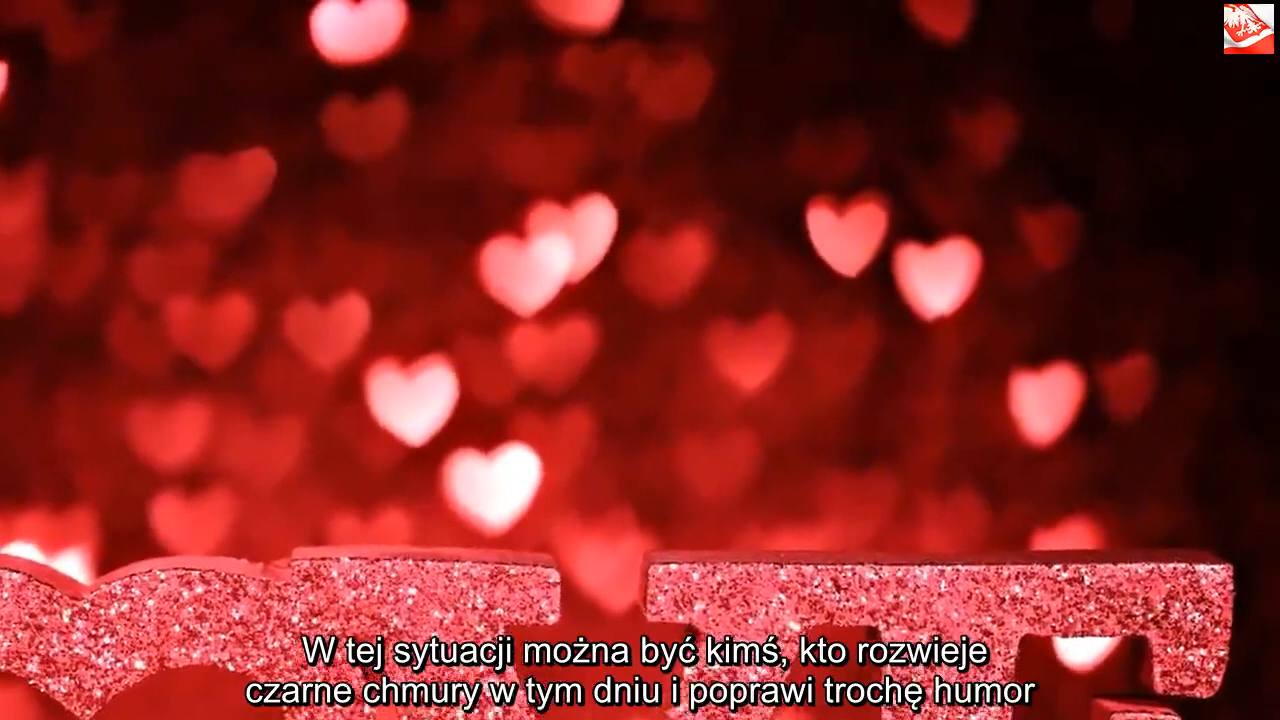 W tej sytuacji można być kimś, kto rozwieje
czarne chmury w tym dniu i poprawi trochę humor